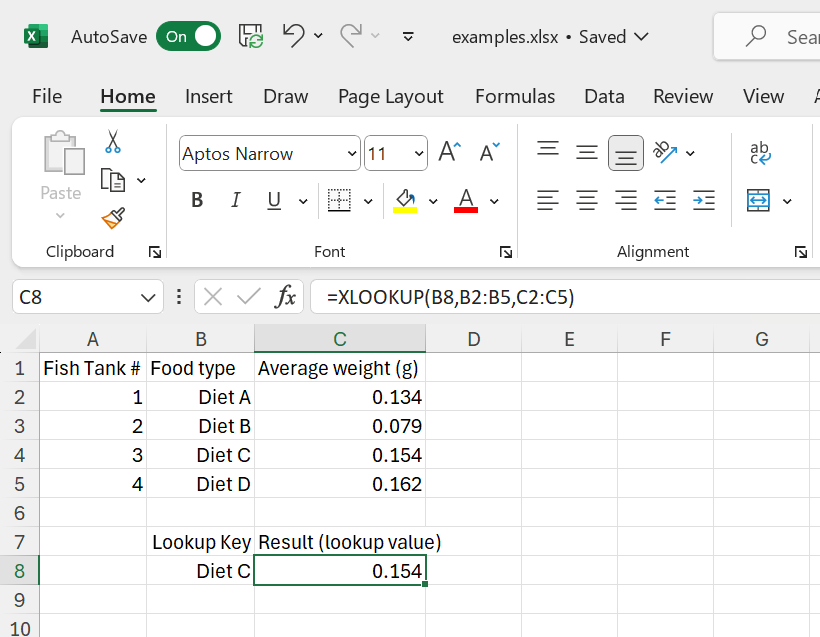 AutoSave On examples.xlsx • Saved Sea
File Home Insert Draw Page Layout Formulas Data Review View
Paste Aptos Narrow 11 A A ab
B I U A c
Clipboard Font Alignment
C8 fx =XLOOKUP(B8,B2:B5,C2:C5)
A B C D E F G
1 Fish Tank # Food type Average weight (g)
2 1 Diet A 0.134
3 2 Diet B 0.079
4 3 Diet C 0.154
5 4 Diet D 0.162
6
7 Lookup Key Result (lookup value)
8 Diet C 0.154
9
10